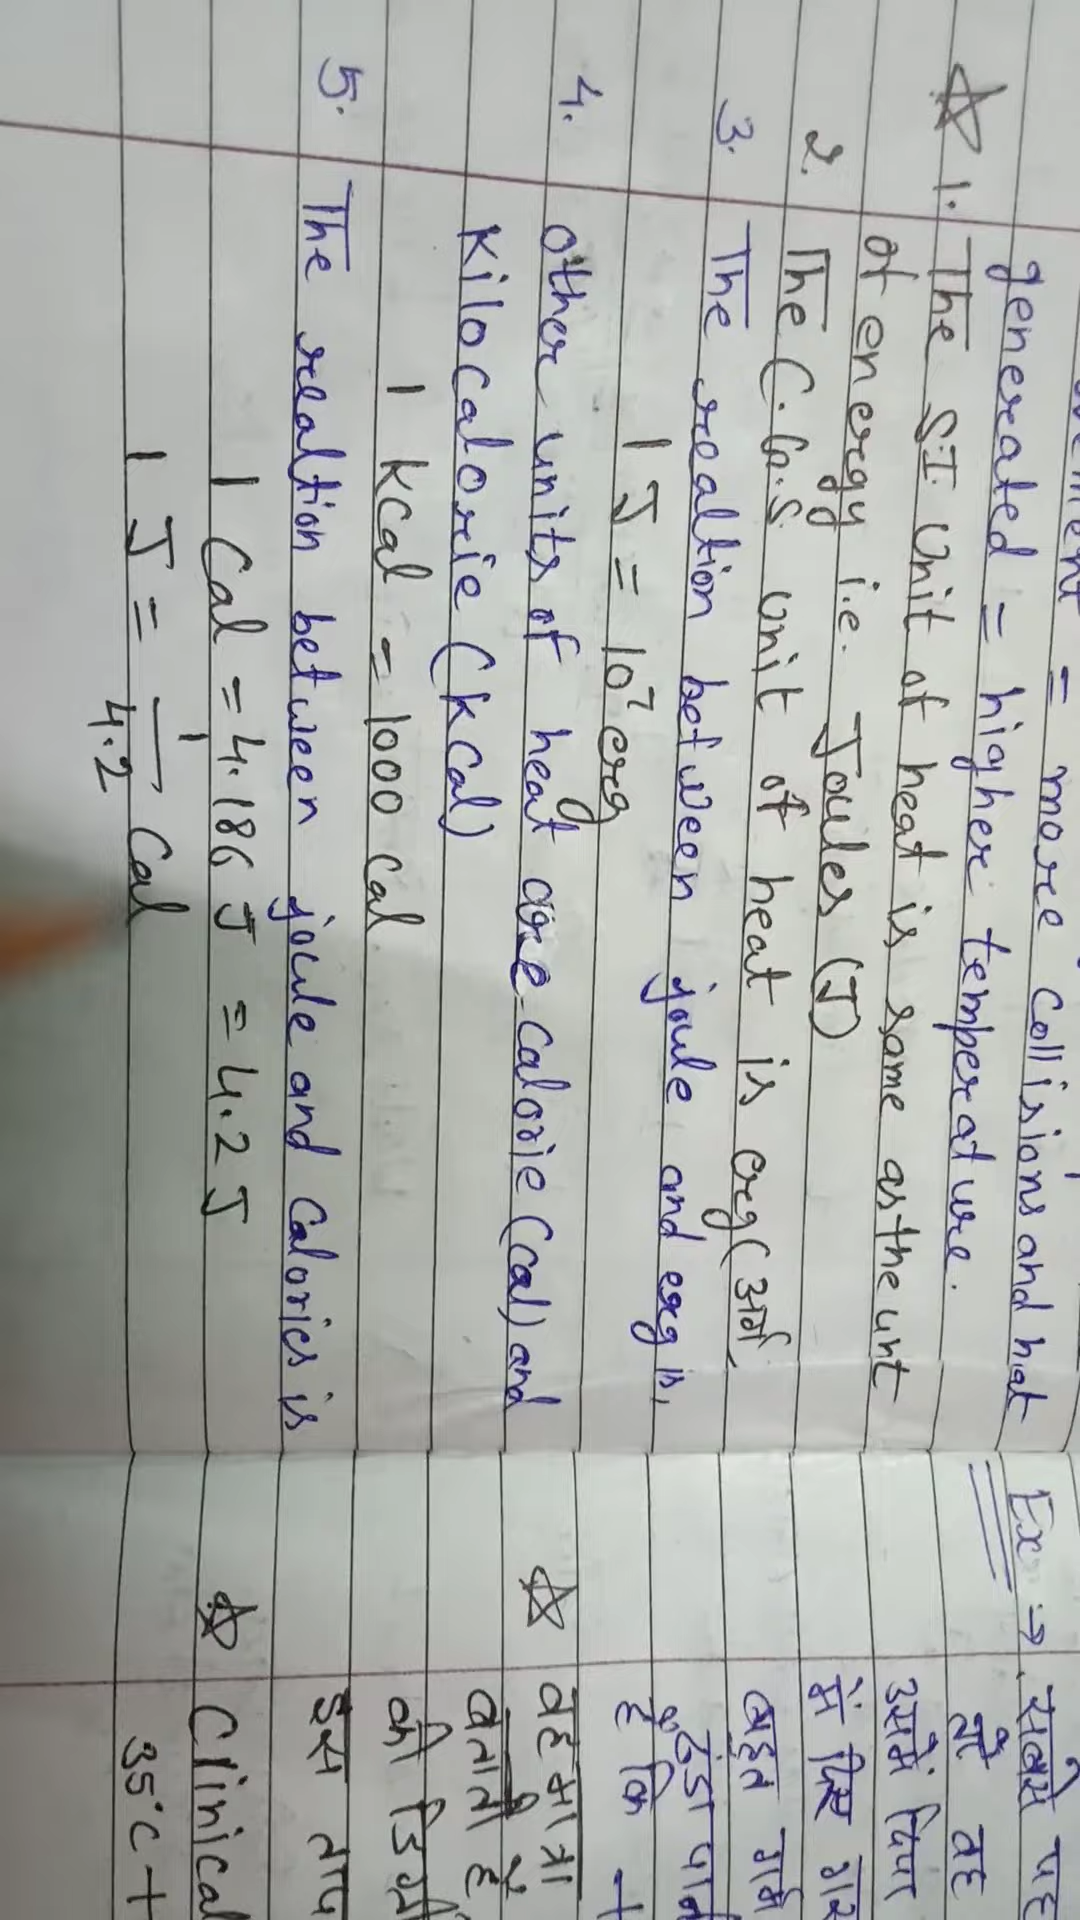 = more collisions and hat
generated = higher temperature.
☆ 1. The S.I Unit of heat is same as the unt
of energy i.e. Joules (J)
2. The C.G.S Unit of heat is erg (अर्ग,
3. The realtion between joule and erg is,
1 J = 10⁷ erg
4. other units of heat are calorie (cal) and
Kilocalorie (Kcal)
1 Kcal = 1000 cal
5. The realtion between joule and calories is
1 Cal = 4.186 J = 4.2 J
1 J = 1/4.2 Cal
Ex → सबसे पह
ने वह
उसमें
में फिर गर
बहुत गर्म
ठंडा पान
है कि
☆ वह मात्रा
इस ताप
☆ Clinical
35°C +